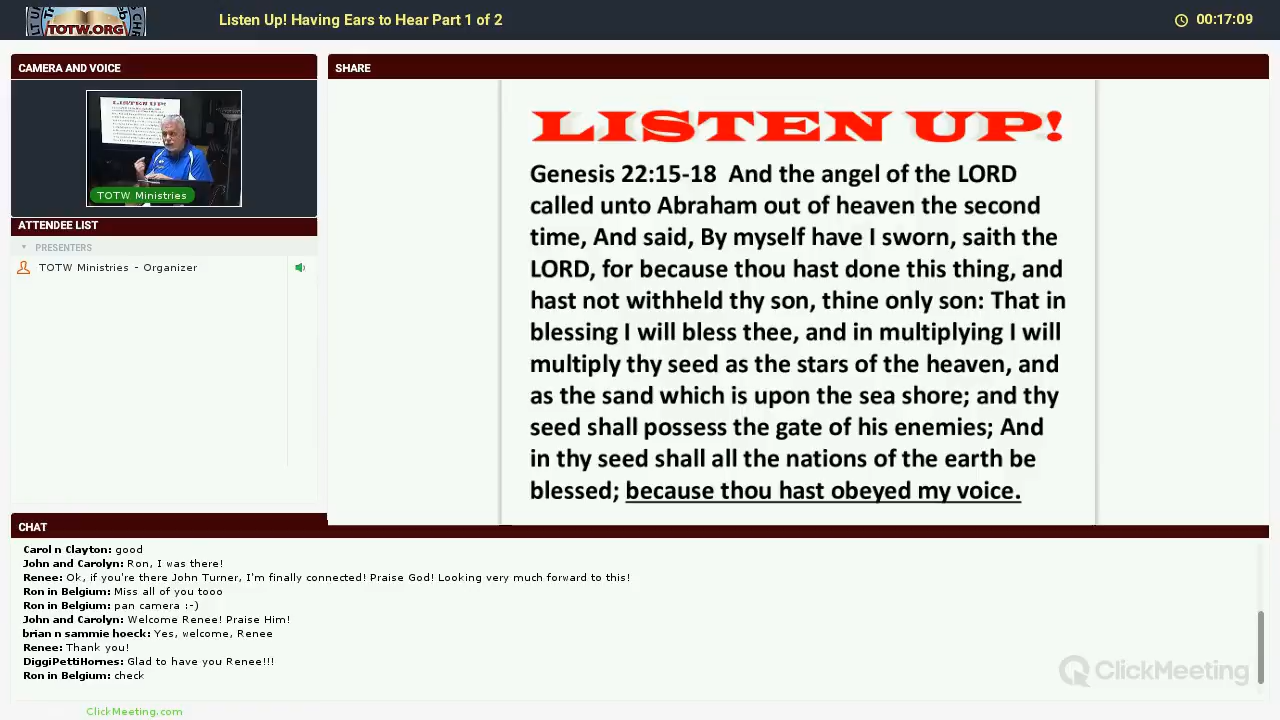 TOTW.ORG
Listen Up! Having Ears to Hear Part 1 of 2
00:17:09
CAMERA AND VOICE
LISTEN UP!
TOTW Ministries
ATTENDEE LIST
PRESENTERS
TOTW Ministries - Organizer
SHARE
LISTEN UP!
Genesis 22:15-18 And the angel of the LORD
called unto Abraham out of heaven the second
time, And said, By myself have I sworn, saith the
LORD, for because thou hast done this thing, and
hast not withheld thy son, thine only son: That in
blessing I will bless thee, and in multiplying I will
multiply thy seed as the stars of the heaven, and
as the sand which is upon the sea shore; and thy
seed shall possess the gate of his enemies; And
in thy seed shall all the nations of the earth be
blessed; because thou hast obeyed my voice.
CHAT
Carol n Clayton: good
John and Carolyn: Ron, I was there!
Renee: Ok, if you're there John Turner, I'm finally connected! Praise God! Looking very much forward to this!
Ron in Belgium: Miss all of you tooo
Ron in Belgium: pan camera :-)
John and Carolyn: Welcome Renee! Praise Him!
brian n sammie hoeck: Yes, welcome, Renee
Renee: Thank you!
DiggiPettiHornes: Glad to have you Renee!!!
Ron in Belgium: check
ClickMeeting
ClickMeeting.com